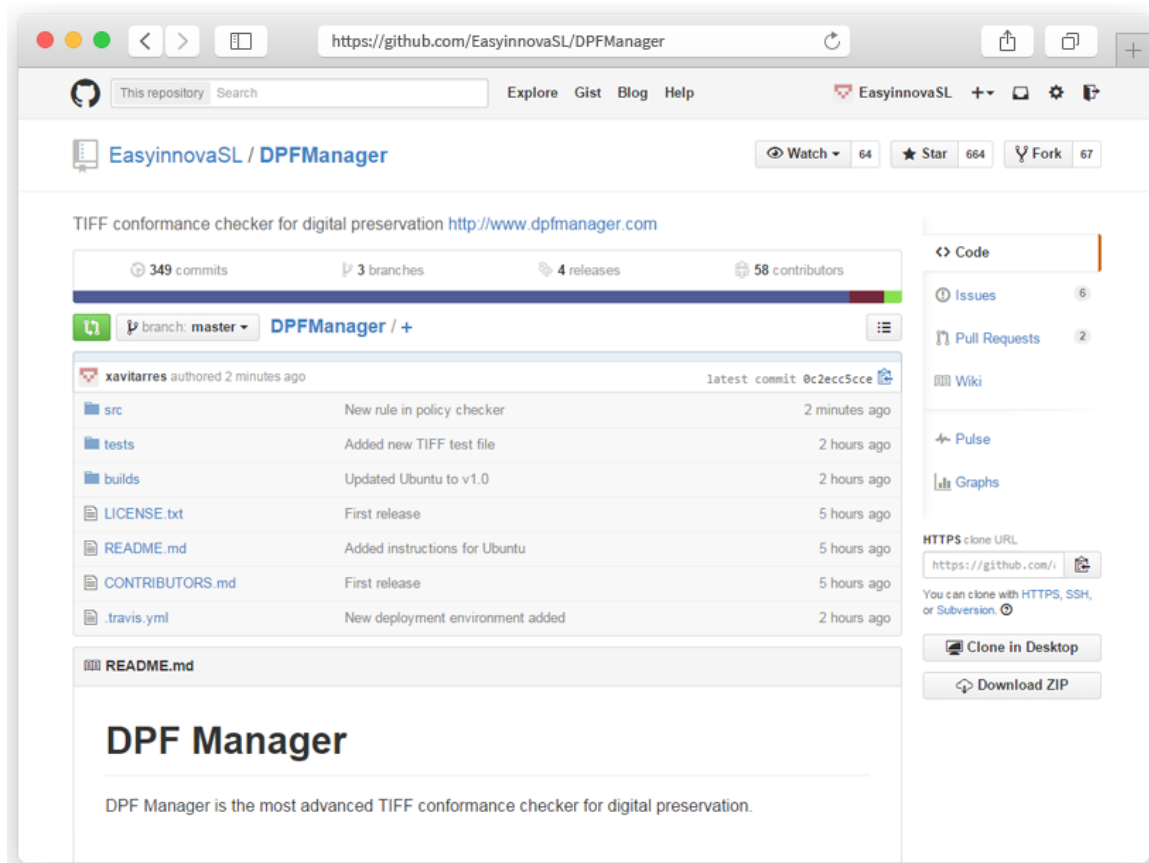 https://github.com/EasyinnovaSL/DPFManager
This repository Search Explore Gist Blog Help EasyinnovaSL
EasyinnovaSL / DPFManager Watch 64 Star 664 Fork 67
TIFF conformance checker for digital preservation http://www.dpfmanager.com
349 commits 3 branches 4 releases 58 contributors
branch: master DPFManager / +
xavitarres authored 2 minutes ago latest commit 0c2ecc5cce
src New rule in policy checker 2 minutes ago
tests Added new TIFF test file 2 hours ago
builds Updated Ubuntu to v1.0 2 hours ago
LICENSE.txt First release 5 hours ago
README.md Added instructions for Ubuntu 5 hours ago
CONTRIBUTORS.md First release 5 hours ago
.travis.yml New deployment environment added 2 hours ago
README.md
DPF Manager
DPF Manager is the most advanced TIFF conformance checker for digital preservation.
Code
Issues 6
Pull Requests 2
Wiki
Pulse
Graphs
HTTPS clone URL
https://github.com/
You can clone with HTTPS, SSH,
or Subversion.
Clone in Desktop
Download ZIP